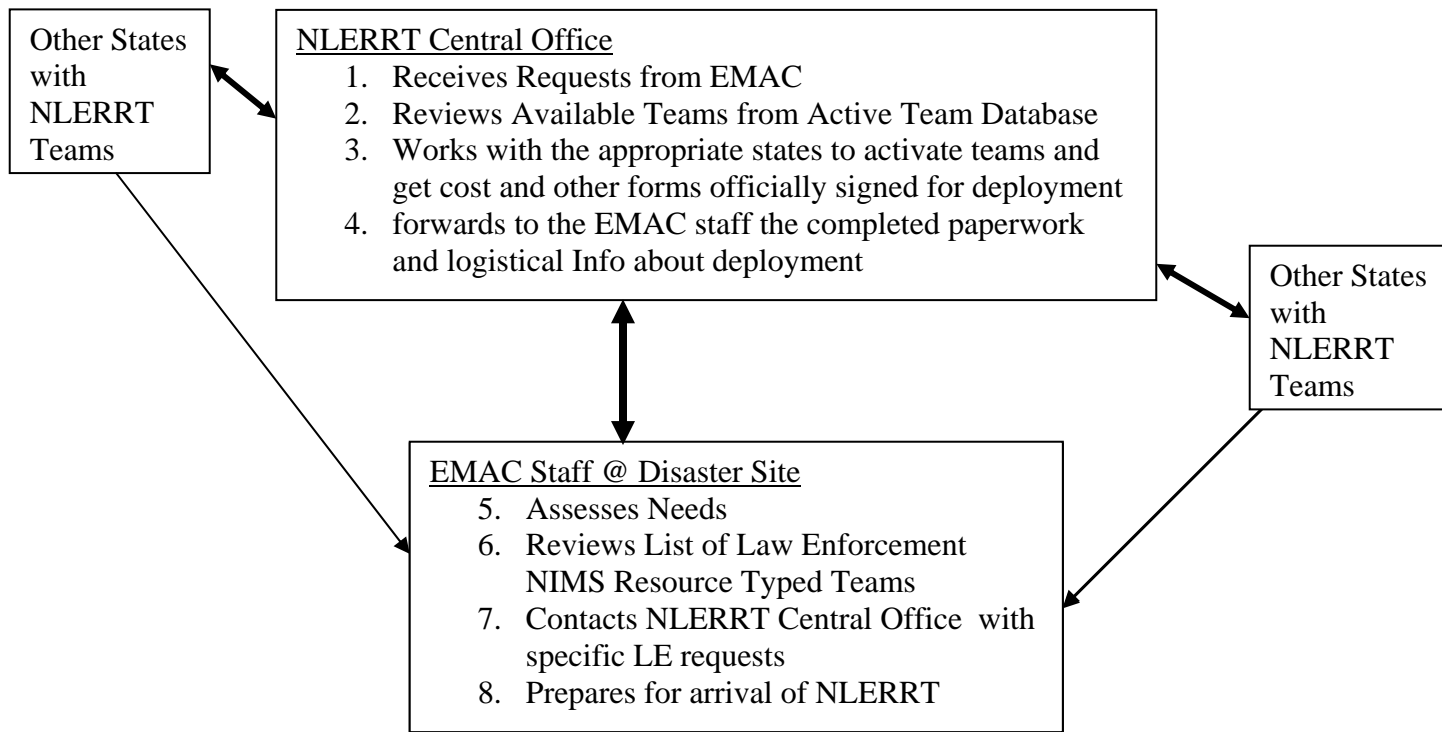 Other States
with
NLERRT
Teams
NLERRT Central Office
1. Receives Requests from EMAC
2. Reviews Available Teams from Active Team Database
3. Works with the appropriate states to activate teams and
get cost and other forms officially signed for deployment
4. forwards to the EMAC staff the completed paperwork
and logistical Info about deployment
Other States
with
NLERRT
Teams
EMAC Staff @ Disaster Site
5. Assesses Needs
6. Reviews List of Law Enforcement
NIMS Resource Typed Teams
7. Contacts NLERRT Central Office with
specific LE requests
8. Prepares for arrival of NLERRT